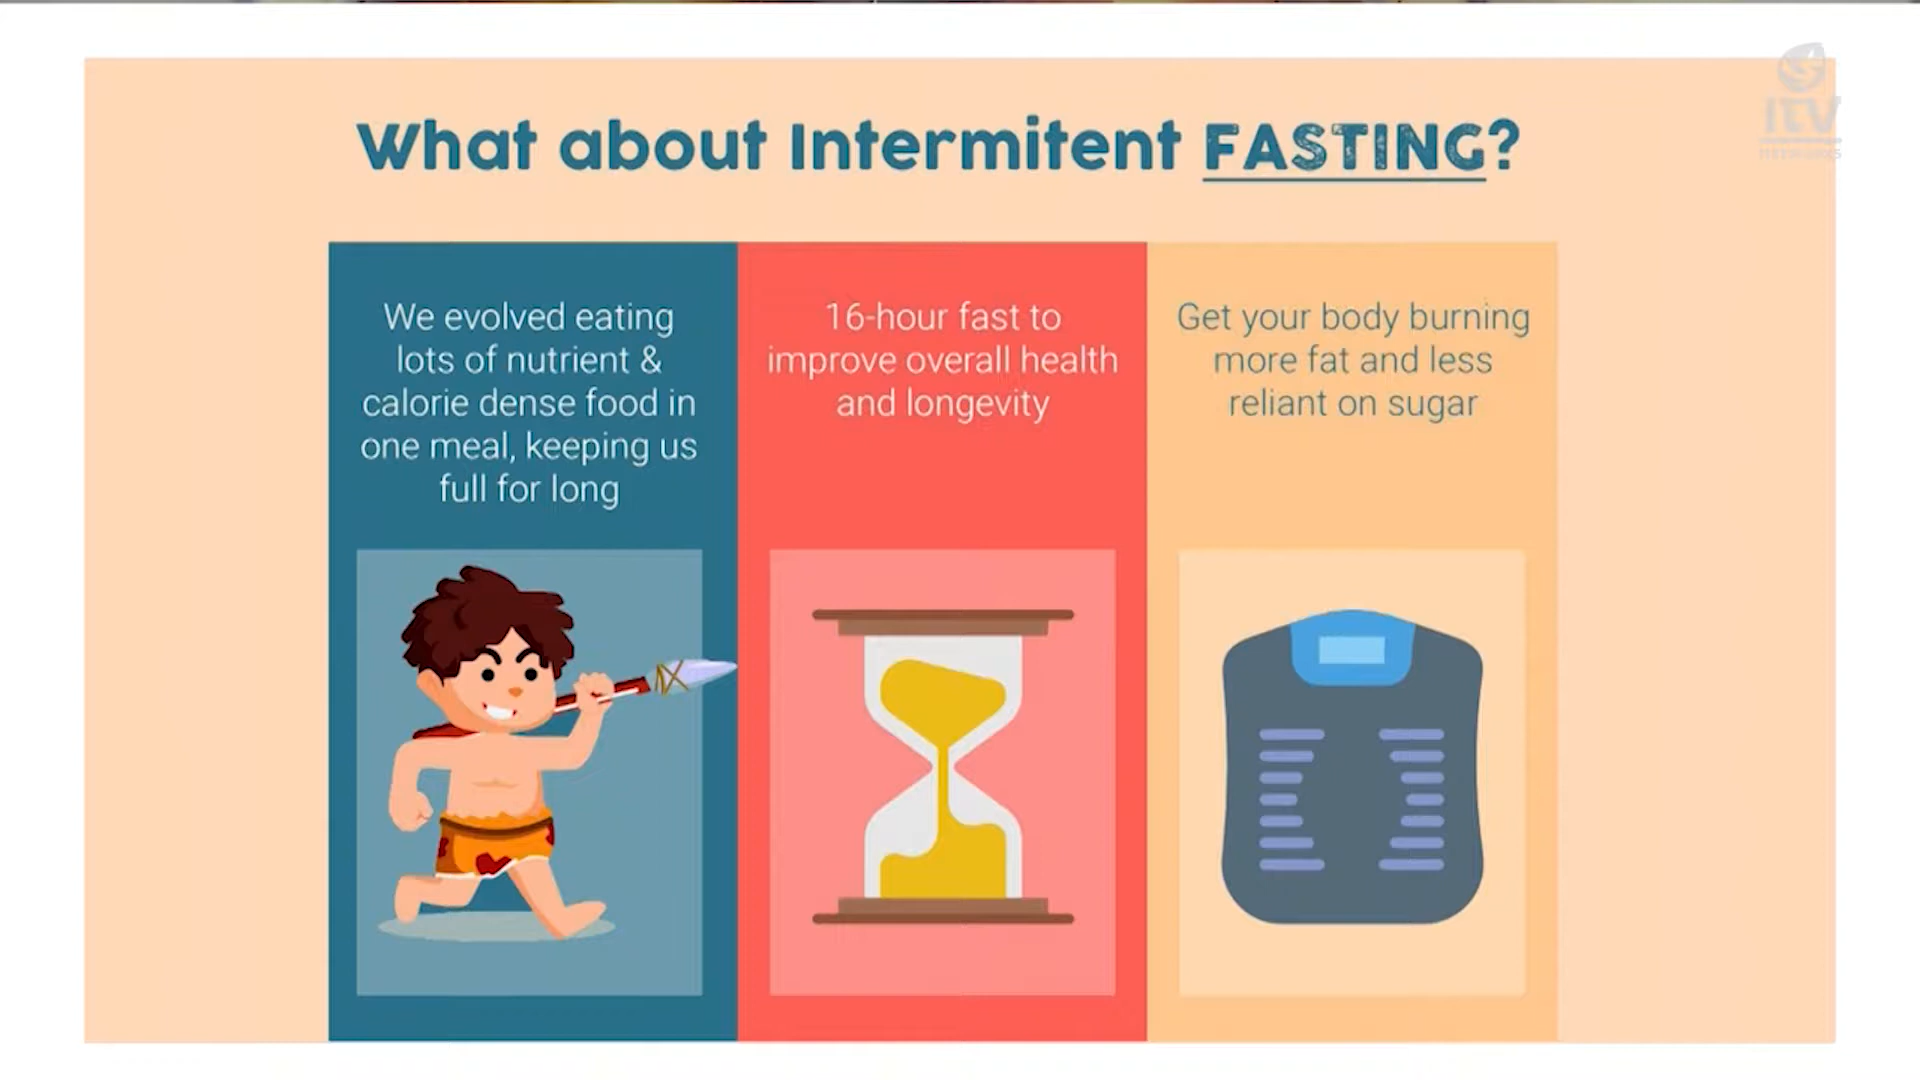 What about Intermitent FASTING?
ITV
NETWORKS
We evolved eating
lots of nutrient &
calorie dense food in
one meal, keeping us
full for long
16-hour fast to
improve overall health
and longevity
Get your body burning
more fat and less
reliant on sugar